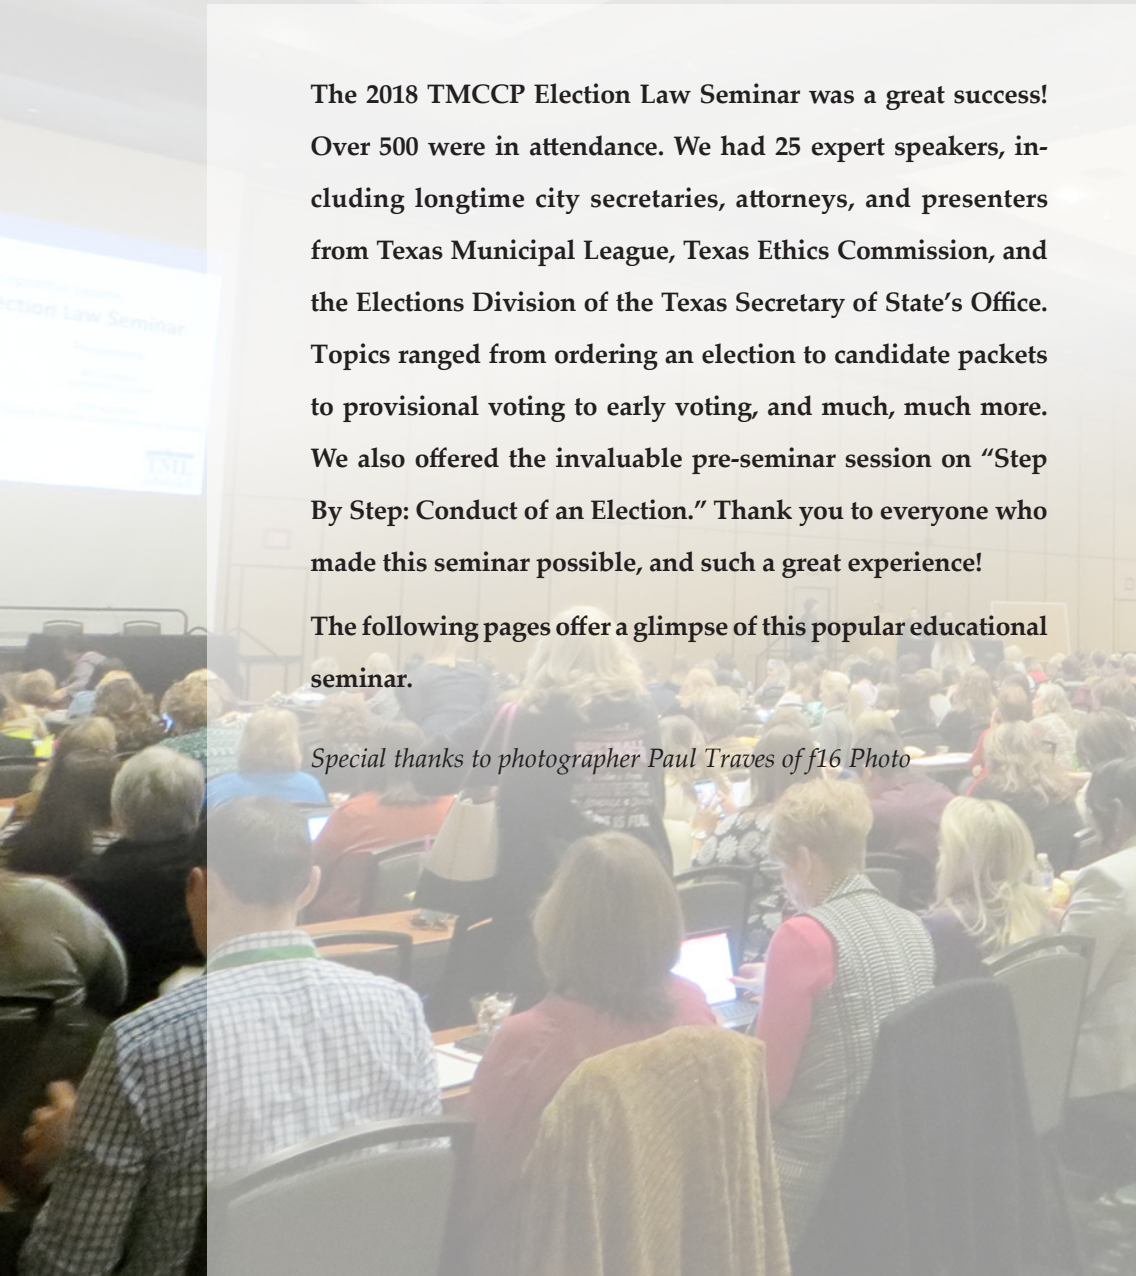 The 2018 TMCCP Election Law Seminar was a great success!
Over 500 were in attendance. We had 25 expert speakers, in-
cluding longtime city secretaries, attorneys, and presenters
from Texas Municipal League, Texas Ethics Commission, and
the Elections Division of the Texas Secretary of State’s Office.
Topics ranged from ordering an election to candidate packets
to provisional voting to early voting, and much, much more.
We also offered the invaluable pre-seminar session on “Step
By Step: Conduct of an Election.” Thank you to everyone who
made this seminar possible, and such a great experience!
The following pages offer a glimpse of this popular educational
seminar.
Special thanks to photographer Paul Traves of f16 Photo
Law Seminar
TML
IS FUL